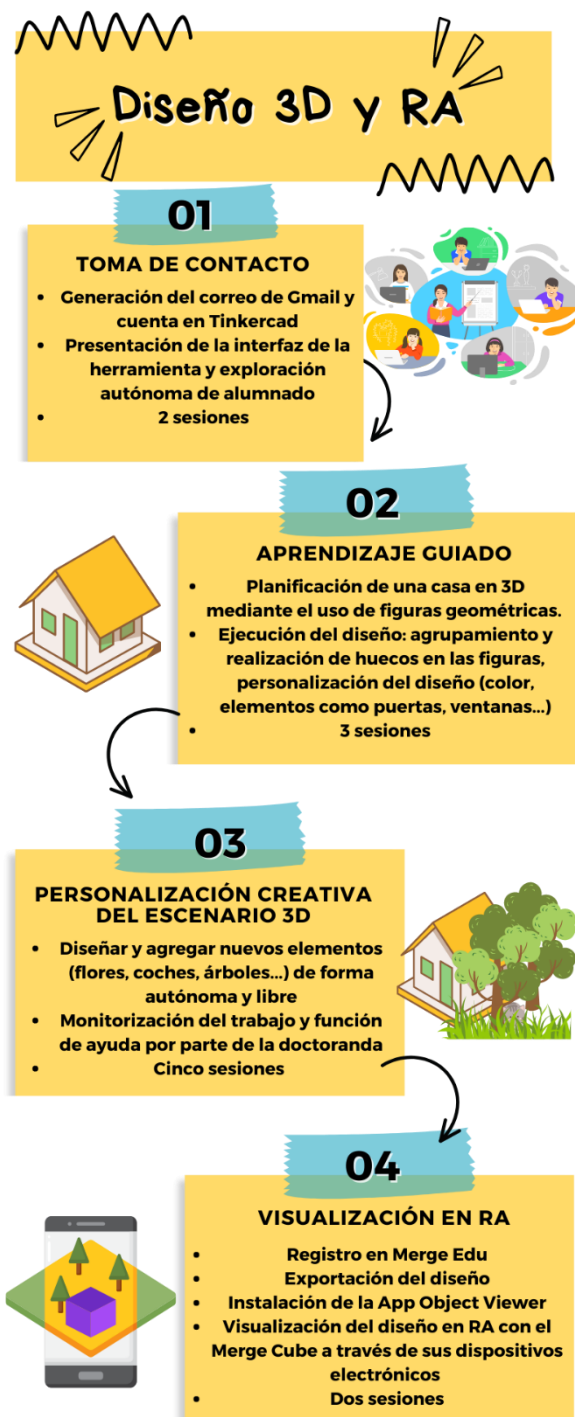 Diseño 3D y RA
01
TOMA DE CONTACTO
• Generación del correo de Gmail y
cuenta en Tinkercad
• Presentación de la interfaz de la
herramienta y exploración
autónoma de alumnado
• 2 sesiones
02
APRENDIZAJE GUIADO
• Planificación de una casa en 3D
mediante el uso de figuras geométricas.
• Ejecución del diseño: agrupamiento y
realización de huecos en las figuras,
personalización del diseño (color,
elementos como puertas, ventanas...)
• 3 sesiones
03
PERSONALIZACIÓN CREATIVA
DEL ESCENARIO 3D
• Diseñar y agregar nuevos elementos
(flores, coches, árboles...) de forma
autónoma y libre
• Monitorización del trabajo y función
de ayuda por parte de la doctoranda
• Cinco sesiones
04
VISUALIZACIÓN EN RA
• Registro en Merge Edu
• Exportación del diseño
• Instalación de la App Object Viewer
• Visualización del diseño en RA con el
Merge Cube a través de sus dispositivos
electrónicos
• Dos sesiones